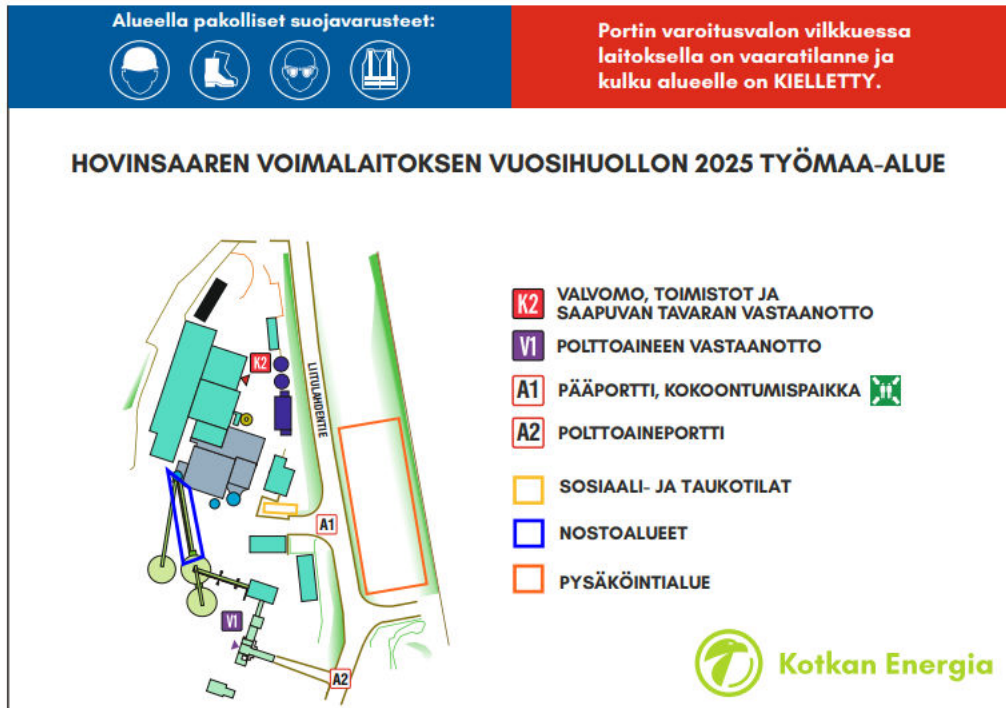 Alueella pakolliset suojavarusteet:
Portin varoitusvalon vilkkuessa
laitoksella on vaaratilanne ja
kulku alueelle on KIELLETTY.
HOVINSAAREN VOIMALAITOKSEN VUOSIHUOLLON 2025 TYÖMAA-ALUE
K2
LIITULAHDENTIE
A1
V1
A2
K2 VALVOMO, TOIMISTOT JA
SAAPUVAN TAVARAN VASTAANOTTO
V1 POLTTOAINEEN VASTAANOTTO
A1 PÄÄPORTTI, KOKOONTUMISPAIKKA
A2 POLTTOAINEPORTTI
SOSIAALI- JA TAUKOTILAT
NOSTOALUEET
PYSÄKÖINTIALUE
Kotkan Energia